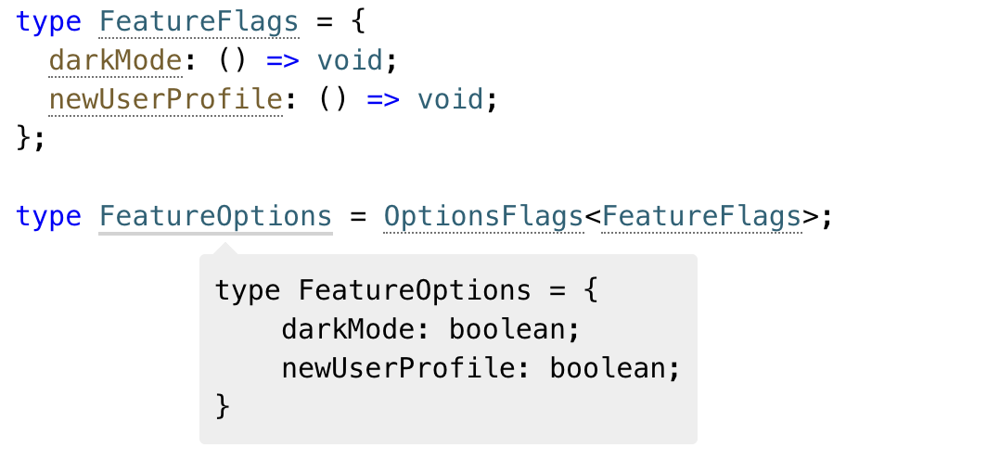 type FeatureFlags = {
  darkMode: () => void;
  newUserProfile: () => void;
};

type FeatureOptions = OptionsFlags<FeatureFlags>;
type FeatureOptions = {
    darkMode: boolean;
    newUserProfile: boolean;
}